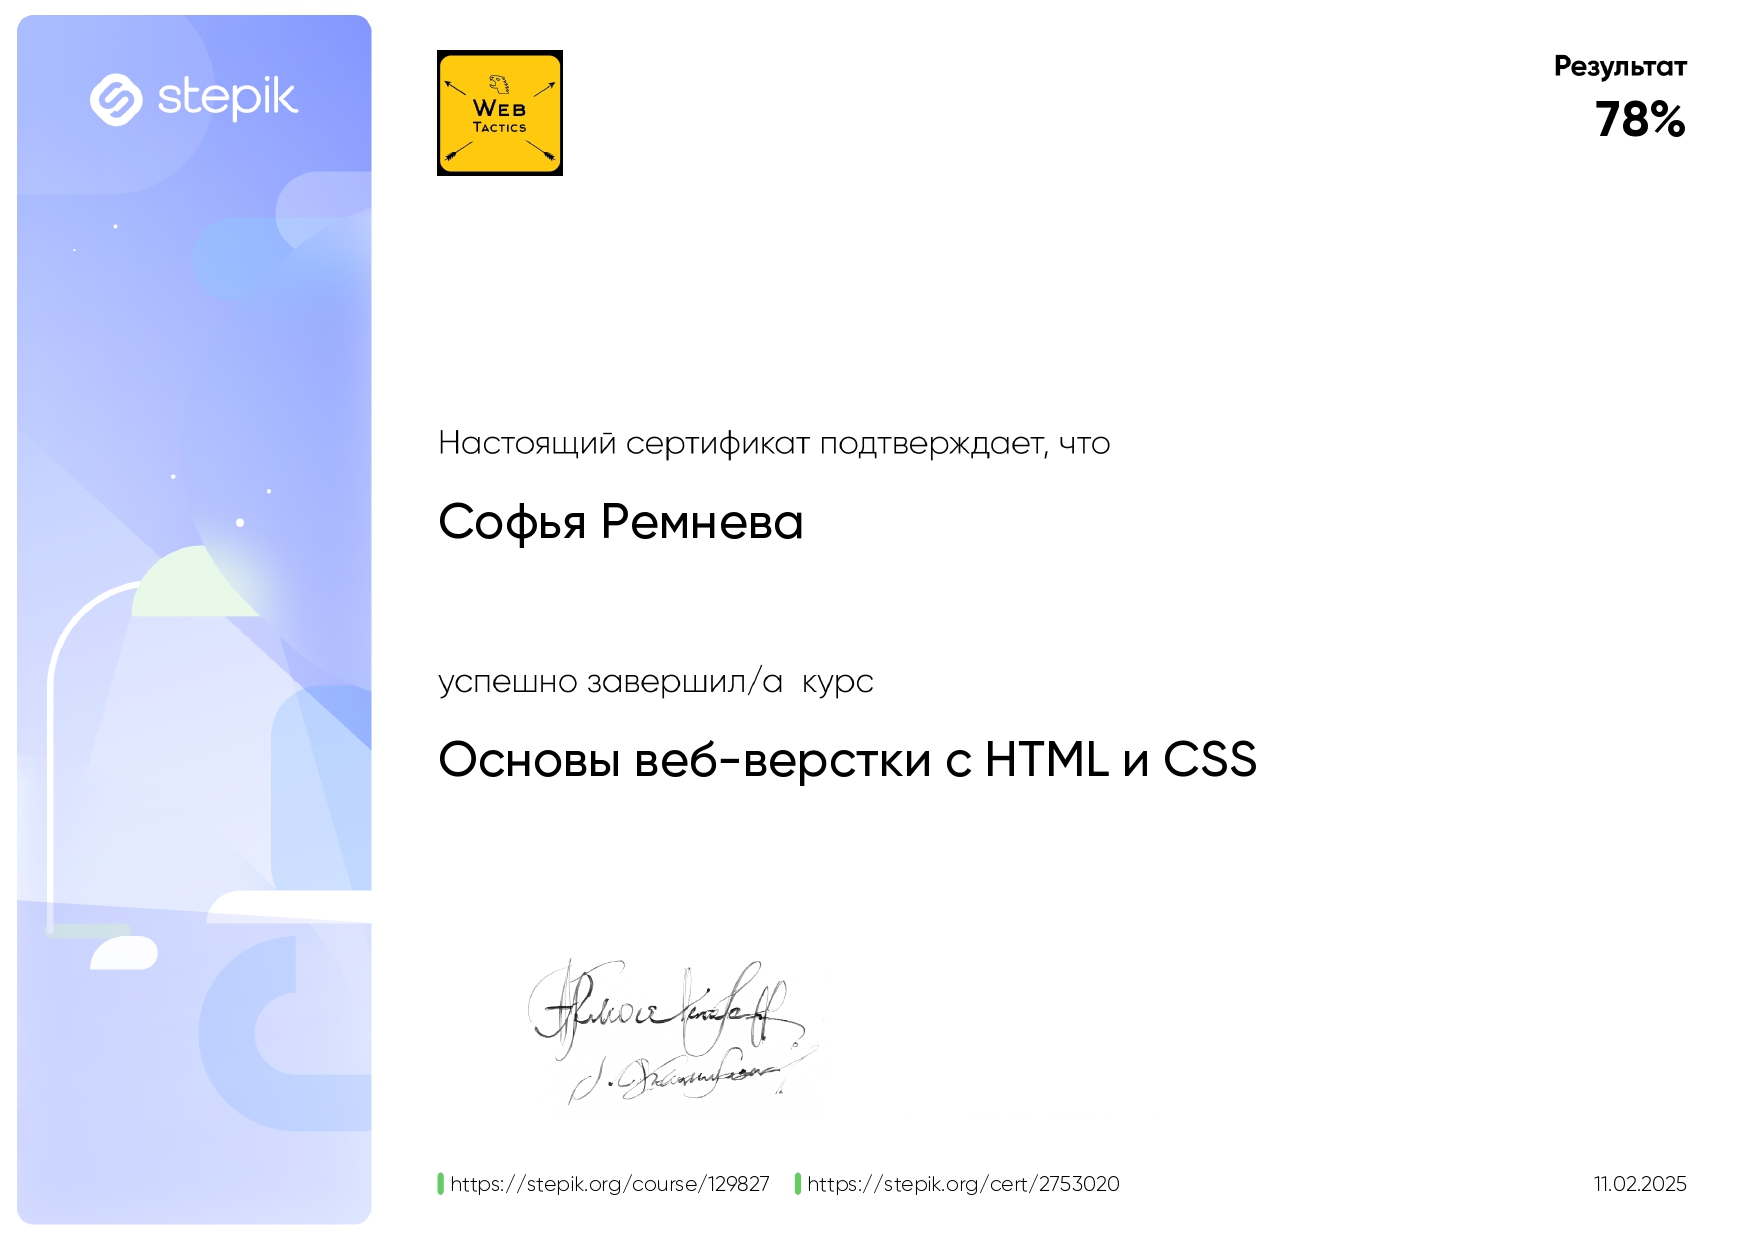 stepik
WEB
TACTICS
Результат
78%
Настоящий сертификат подтверждает, что
Софья Ремнева
успешно завершил/а курс
Основы веб-верстки с HTML и CSS
https://stepik.org/course/129827
https://stepik.org/cert/2753020
11.02.2025